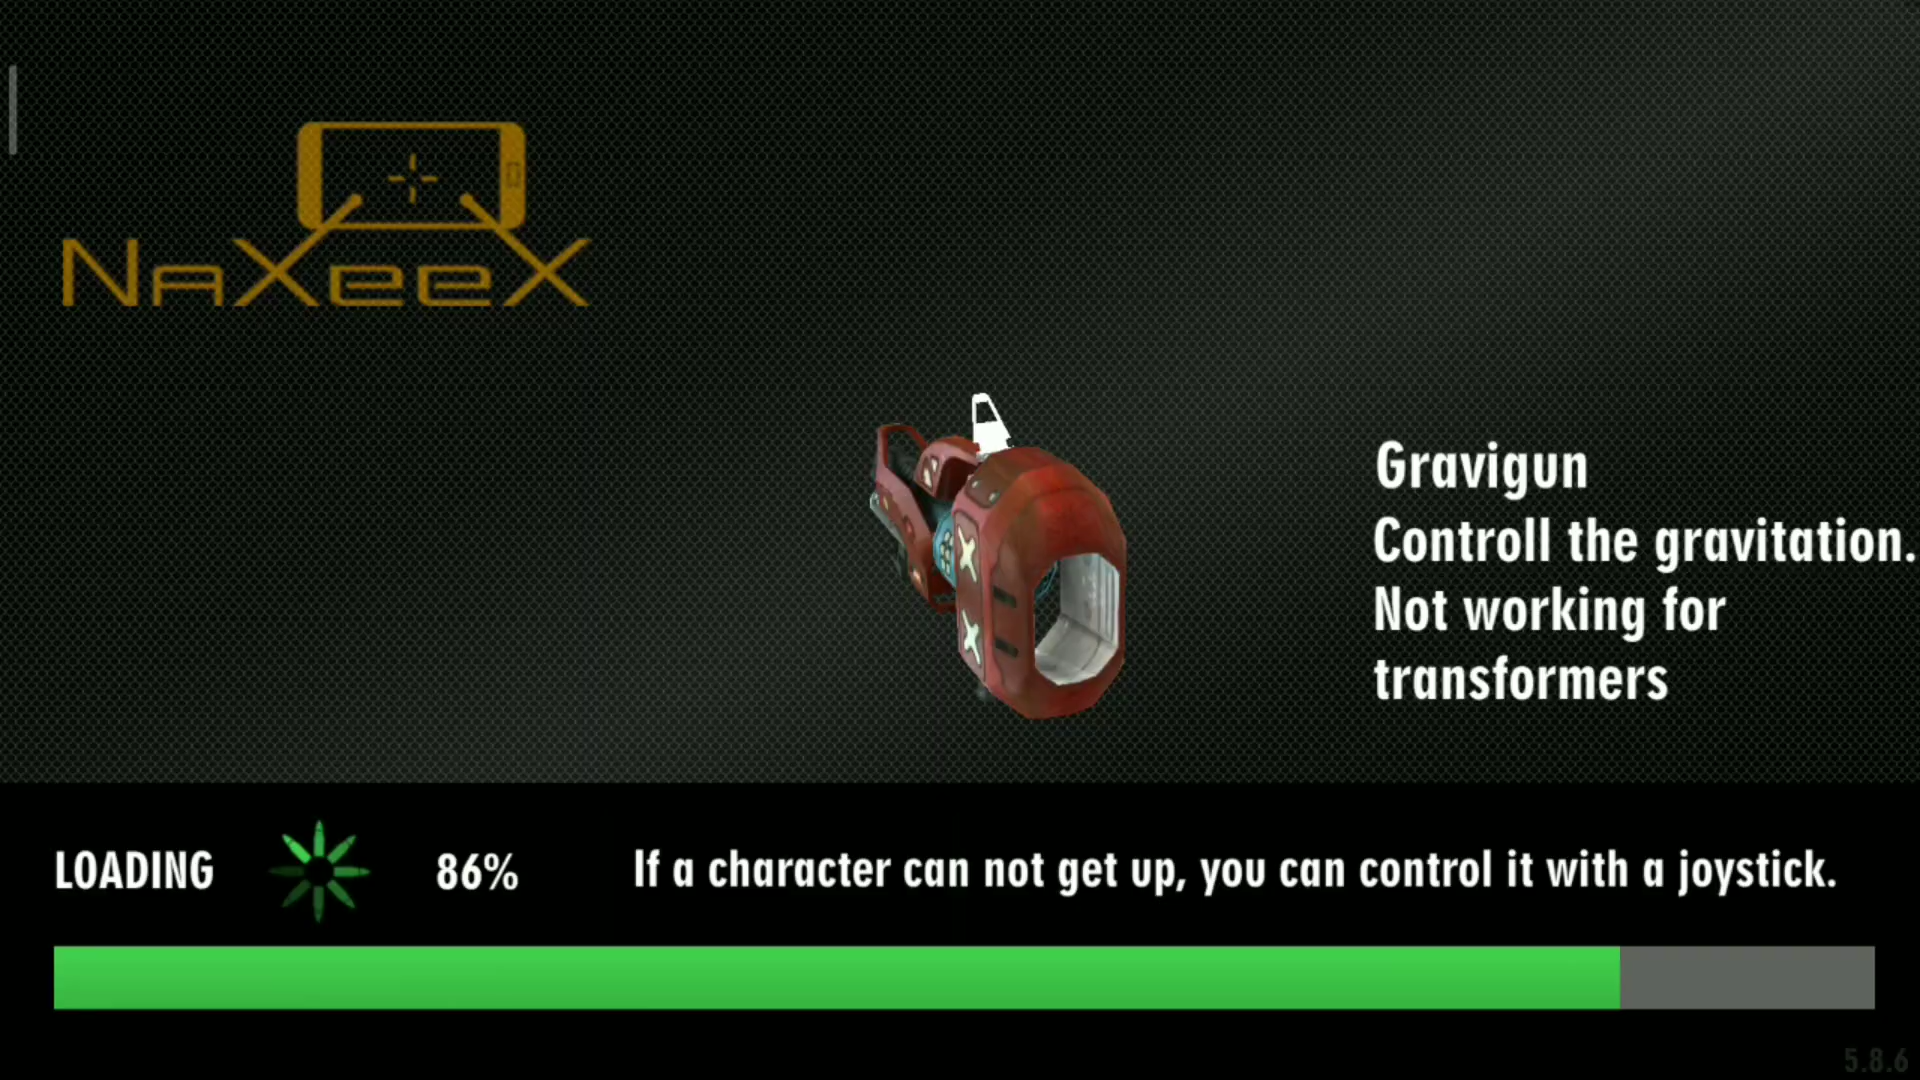 NaXeeX
Gravigun
Controll the gravitation.
Not working for
transformers
LOADING 86% If a character can not get up, you can control it with a joystick.
5.8.6